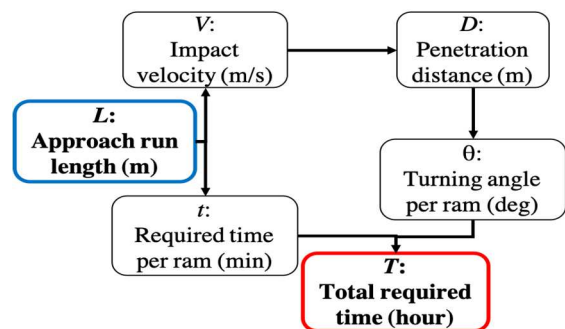 V:
Impact
velocity (m/s)
D:
Penetration
distance (m)
L:
Approach run
length (m)
θ:
Turning angle
per ram (deg)
t:
Required time
per ram (min)
T:
Total required
time (hour)